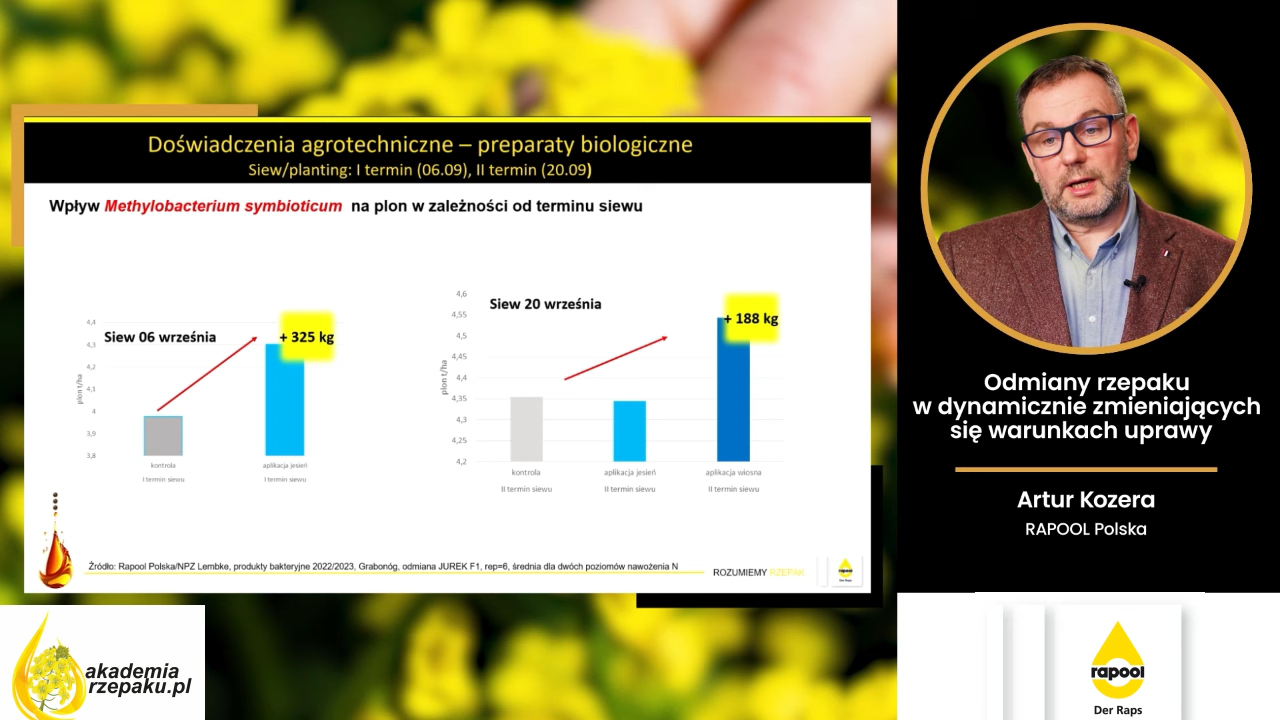 Doświadczenia agrotechniczne – preparaty biologiczne
Siew/planting: I termin (06.09), II termin (20.09)
Wpływ Methylobacterium symbioticum na plon w zależności od terminu siewu
Siew 06 września
+ 325 kg
plon t/ha
4,4
4,3
4,2
4,1
4
3,9
3,8
kontrola
aplikacja jesień
I termin siewu
I termin siewu
Siew 20 września
+ 188 kg
plon t/ha
4,6
4,55
4,5
4,45
4,4
4,35
4,3
4,25
4,2
kontrola
aplikacja jesień
aplikacja wiosna
II termin siewu
II termin siewu
II termin siewu
Źródło: Rapool Polska/NPZ Lembke, produkty bakteryjne 2022/2023, Grabonóg, odmiana JUREK F1, rep=6, średnia dla dwóch poziomów nawożenia N
ROZUMIEMY RZEPAK
rapool
Der Raps
Odmiany rzepaku
w dynamicznie zmieniających
się warunkach uprawy
Artur Kozera
RAPOOL Polska
akademia
rzepaku.pl
rapool
Der Raps